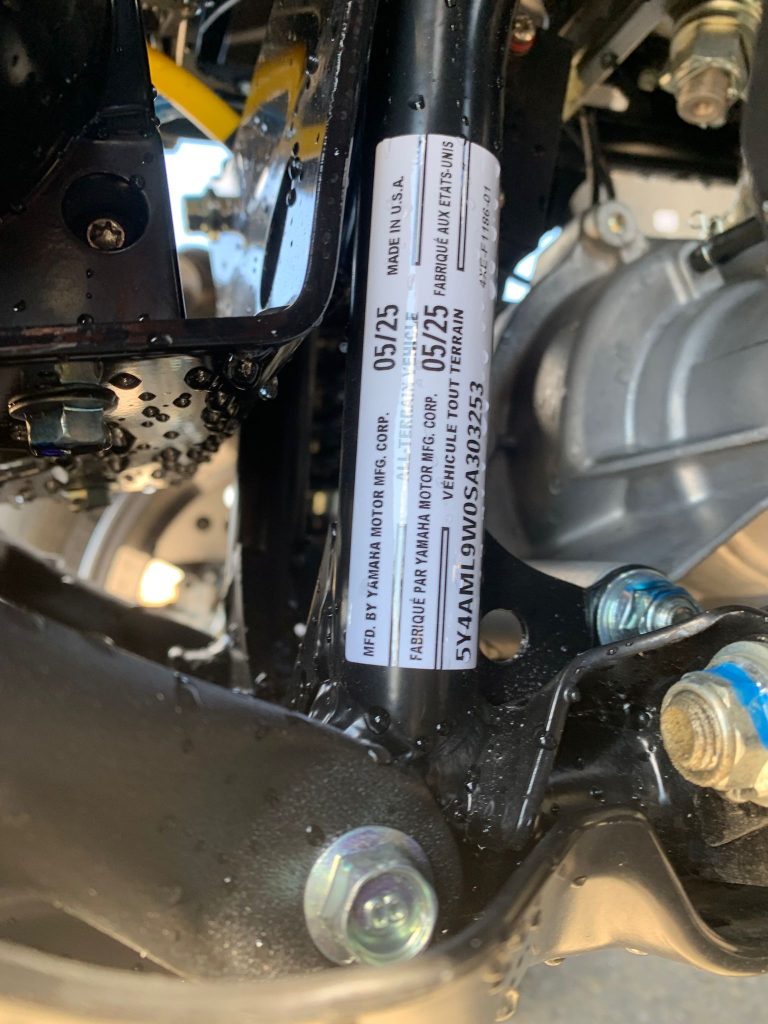 MFD. BY YAMAHA MOTOR MFG. CORP. 05/25 MADE IN U.S.A.
ALL-TERRAIN VEHICLE
FABRIQUÉ PAR YAMAHA MOTOR MFG. CORP. 05/25 FABRIQUÉ AUX ETATS-UNIS
VÉHICULE TOUT TERRAIN
5Y4AML9W0SA303253
4XE-F1186-01